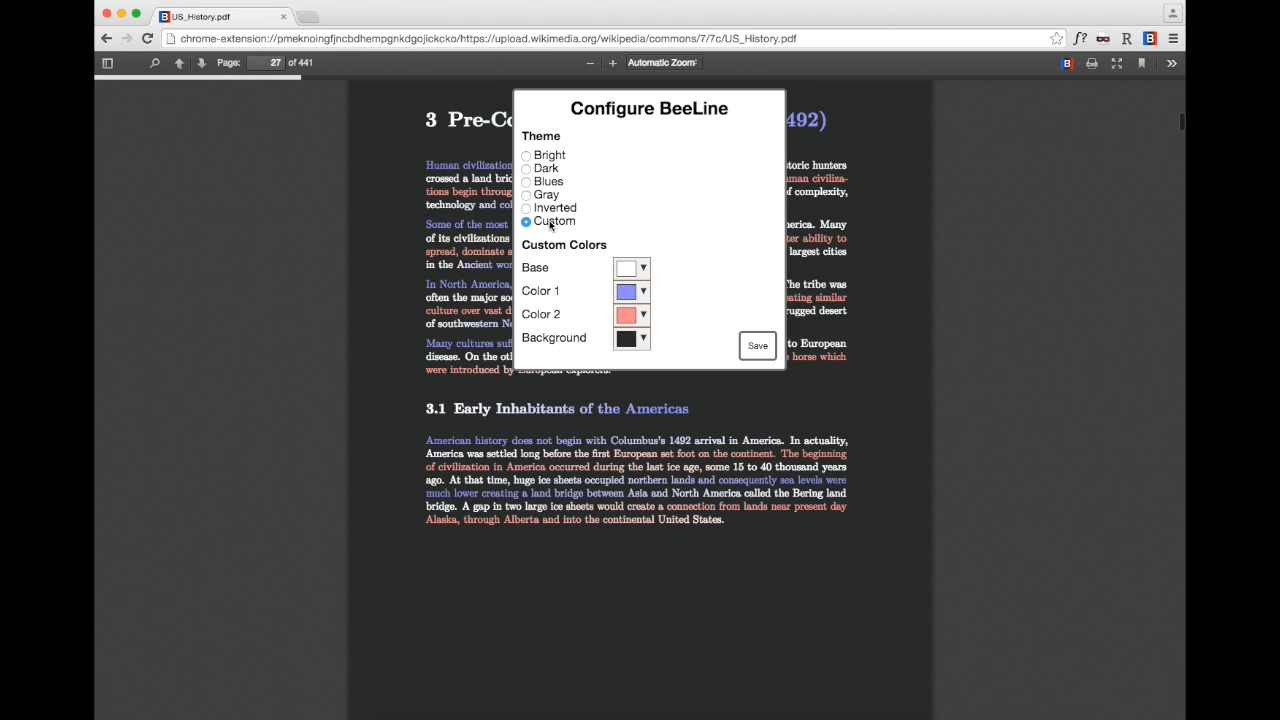 US_History.pdf
chrome-extension://pmeknoingfjncbdhempgnkdgojickcko/https://upload.wikimedia.org/wikipedia/commons/7/7c/US_History.pdf
f?
R
B
Page: 27 of 441
Automatic Zoom
B
3 Pre-Co
492)
Configure BeeLine
Theme
Bright
Dark
Blues
Gray
Inverted
Custom
Custom Colors
Base
Color 1
Color 2
Background
Save
Human civilization
storic hunters
crossed a land bri
uman civiliza-
tions begin throug
of complexity,
technology and col
Some of the most
merica. Many
of its civilizations
ter ability to
spread, dominate a
largest cities
in the Ancient wor
In North America,
The tribe was
often the major so
eating similar
culture over vast d
rugged desert
of southwestern No
Many cultures suf
to European
disease. On the ot
horse which
were introduced by European explorers.
3.1 Early Inhabitants of the Americas
American history does not begin with Columbus's 1492 arrival in America. In actuality,
America was settled long before the first European set foot on the continent. The beginning
of civilization in America occurred during the last ice age, some 15 to 40 thousand years
ago. At that time, huge ice sheets occupied northern lands and consequently sea levels were
much lower creating a land bridge between Asia and North America called the Bering land
bridge. A gap in two large ice sheets would create a connection from lands near present day
Alaska, through Alberta and into the continental United States.